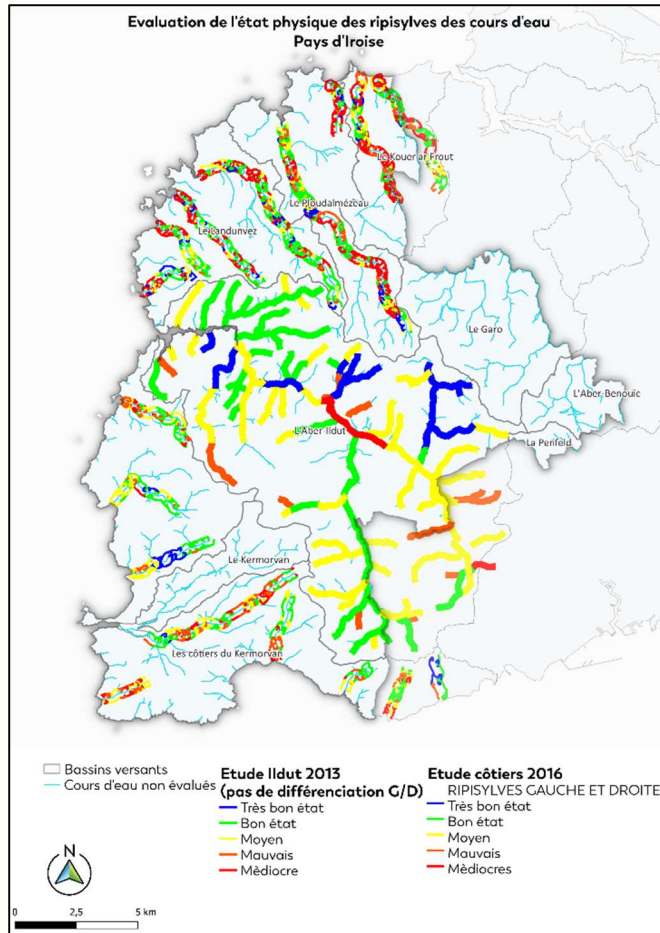 Evaluation de l'état physique des ripisylves des cours d'eau
Pays d'Iroise
Le Kouer ar Frout
Le Ploudalmézeau
Le Landunvez
Le Garo
L'Aber Benouïc
L'Aber Ildut
La Penfeld
Le Kermorvan
Les côtiers du Kermorvan
Bassins versants
Cours d'eau non évalués
Etude Ildut 2013
(pas de différenciation G/D)
Très bon état
Bon état
Moyen
Mauvais
Mèdiocre
Etude côtiers 2016
RIPISYLVES GAUCHE ET DROITE
Très bon état
Bon état
Moyen
Mauvais
Mèdiocres
N
0 2,5 5 km